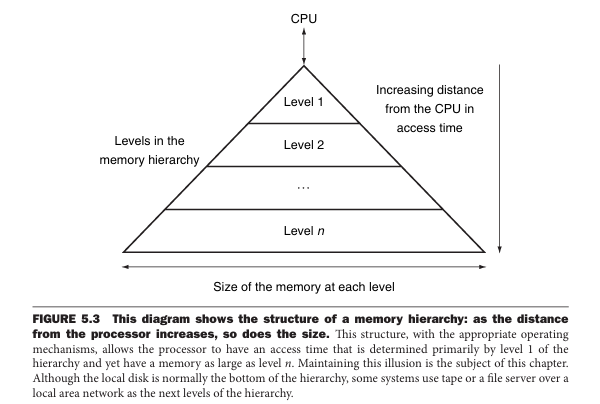 CPU
Level 1
Increasing distance
from the CPU in
access time
Levels in the
memory hierarchy
Level 2
...
Level n
Size of the memory at each level
FIGURE 5.3 This diagram shows the structure of a memory hierarchy: as the distance
from the processor increases, so does the size. This structure, with the appropriate operating
mechanisms, allows the processor to have an access time that is determined primarily by level 1 of the
hierarchy and yet have a memory as large as level n. Maintaining this illusion is the subject of this chapter.
Although the local disk is normally the bottom of the hierarchy, some systems use tape or a file server over a
local area network as the next levels of the hierarchy.